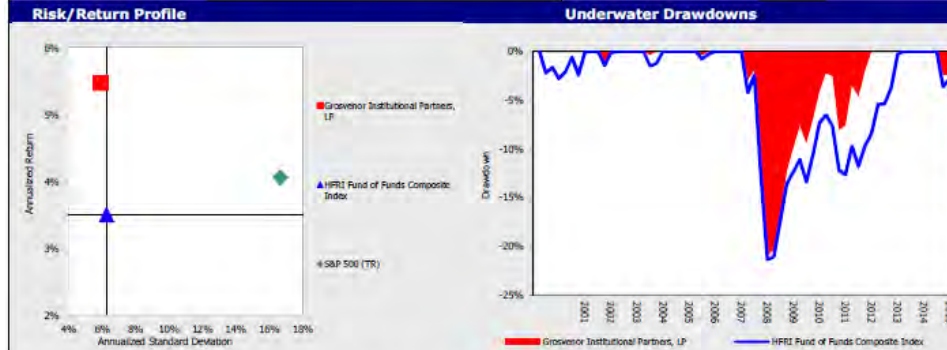 Risk/Return Profile
6%
5%
4%
3%
2%
Annualized Return
4%
6%
8%
10%
12%
14%
16%
18%
Annualized Standard Deviation
Grosvenor Institutional Partners,
LP
HFRI Fund of Funds Composite
Index
S&P 500 (TR)
Underwater Drawdowns
0%
-5%
-10%
-15%
-20%
-25%
Drawdown
2001
2002
2003
2004
2005
2006
2007
2008
2009
2010
2011
2012
2013
2014
Grosvenor Institutional Partners, LP
HFRI Fund of Funds Composite Index